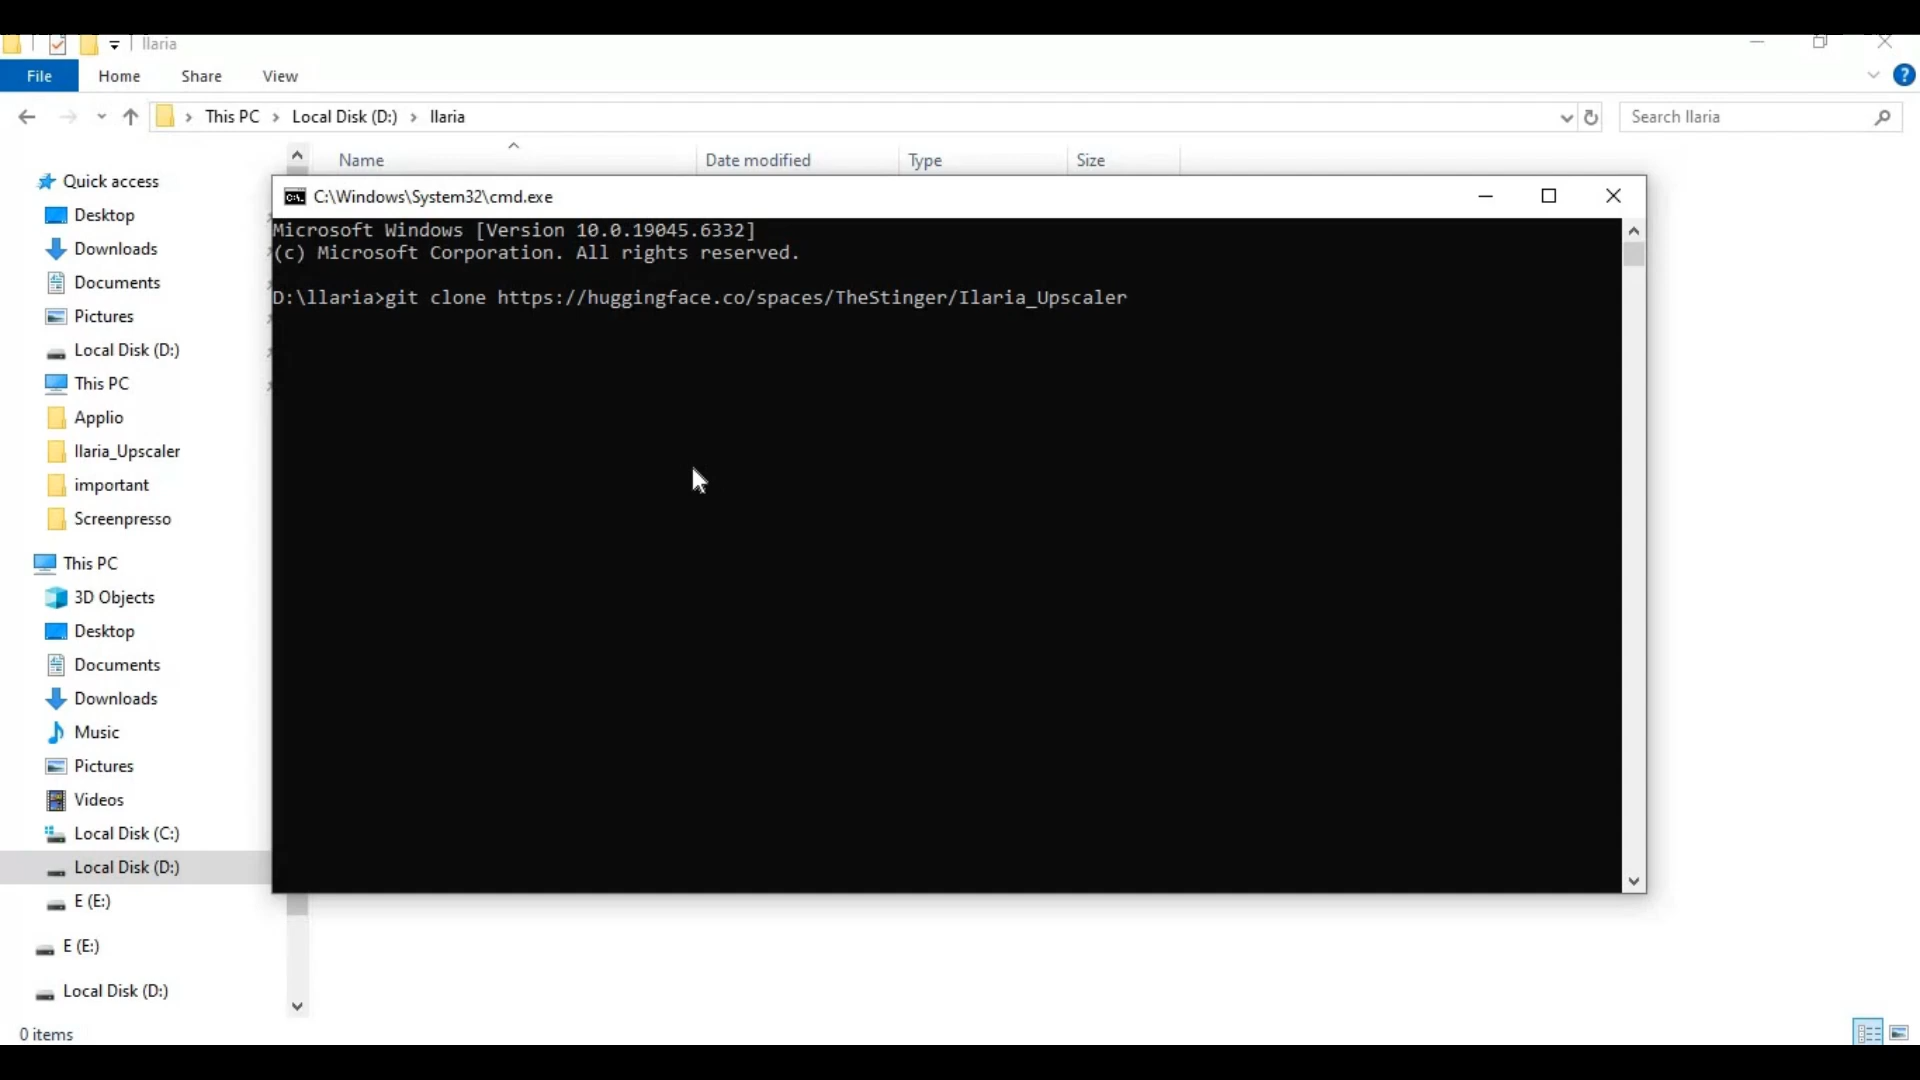 llaria
File Home Share View
This PC > Local Disk (D:) > llaria
Search llaria
Name Date modified Type Size
Quick access
Desktop
Downloads
Documents
Pictures
Local Disk (D:)
This PC
Applio
Ilaria_Upscaler
important
Screenpresso
This PC
3D Objects
Desktop
Documents
Downloads
Music
Pictures
Videos
Local Disk (C:)
Local Disk (D:)
E (E:)
E (E:)
Local Disk (D:)
0 items
C:\Windows\System32\cmd.exe
Microsoft Windows [Version 10.0.19045.6332]
(c) Microsoft Corporation. All rights reserved.
D:\llaria>git clone https://huggingface.co/spaces/TheStinger/Ilaria_Upscaler